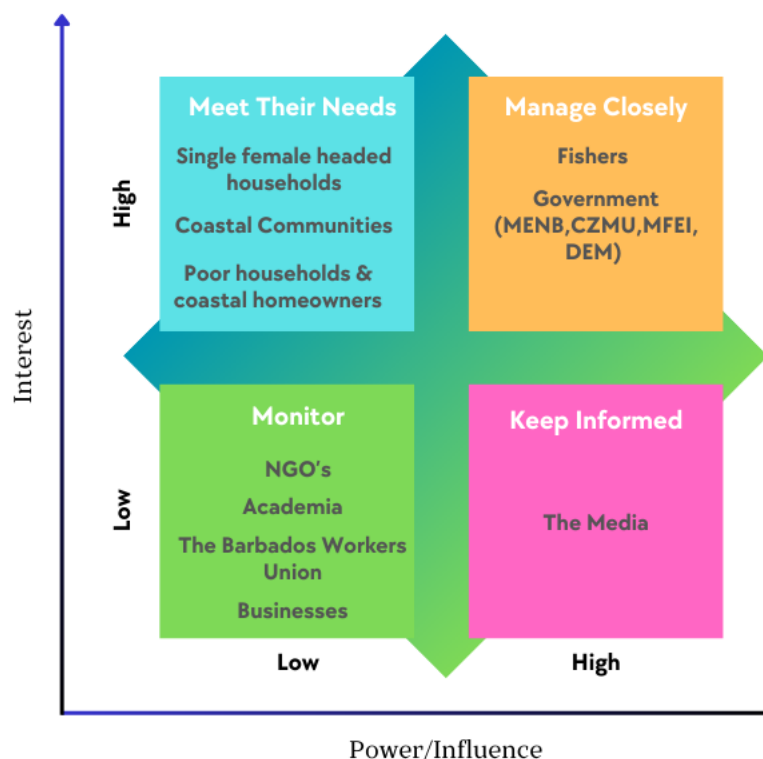 Meet Their Needs
Single female headed
households
Coastal Communities
Poor households &
coastal homeowners
Manage Closely
Fishers
Government
(MENB,CZMU,MFEI,
DEM)
High
Interest
Monitor
NGO's
Academia
The Barbados Workers
Union
Businesses
Keep Informed
The Media
Low
Low
High
Power/Influence